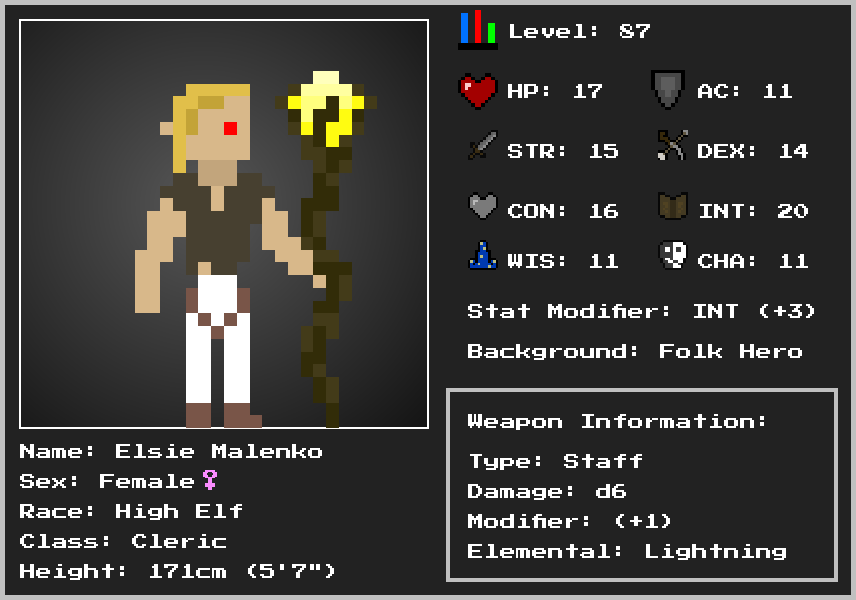 Level: 87
HP: 17 AC: 11
STR: 15 DEX: 14
CON: 16 INT: 20
WIS: 11 CHA: 11
Stat Modifier: INT (+3)
Background: Folk Hero
Weapon Information:
Type: Staff
Damage: d6
Modifier: (+1)
Elemental: Lightning
Name: Elsie Malenko
Sex: Female♀
Race: High Elf
Class: Cleric
Height: 171cm (5'7")